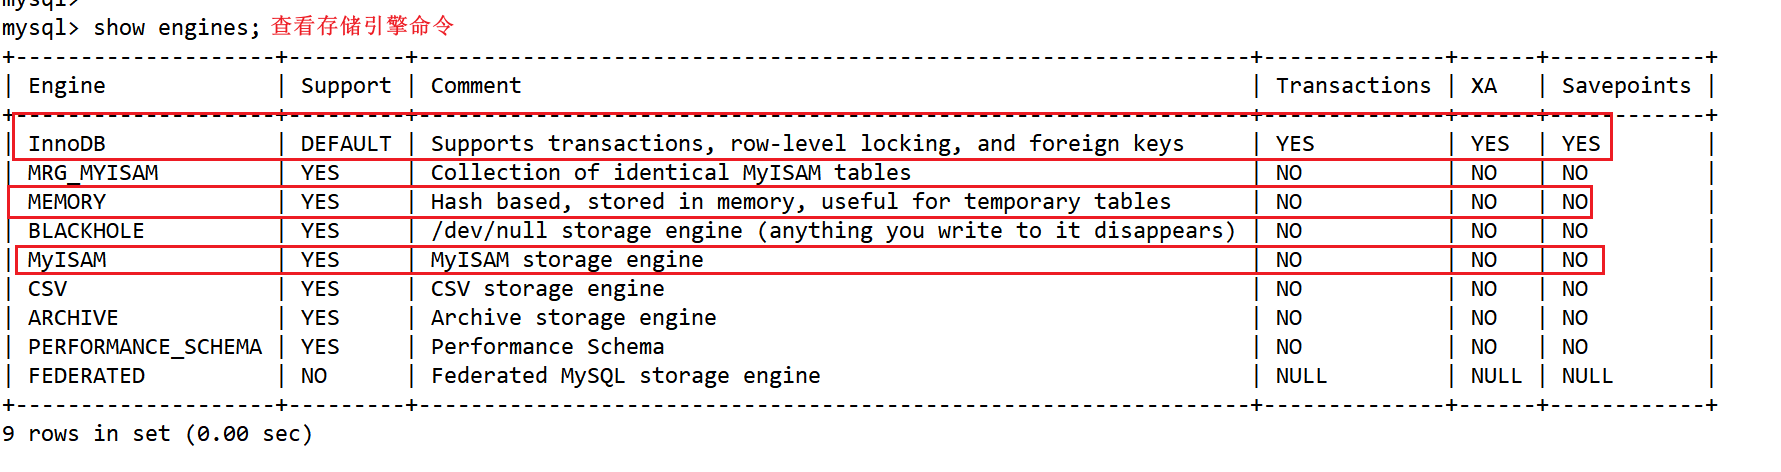 mysql>
mysql> show engines; 查看存储引擎命令
+--------------------+---------+----------------------------------------------------------------+--------------+------+------------+
| Engine             | Support | Comment                                                        | Transactions | XA   | Savepoints |
+--------------------+---------+----------------------------------------------------------------+--------------+------+------------+
| InnoDB             | DEFAULT | Supports transactions, row-level locking, and foreign keys     | YES          | YES  | YES        |
| MRG_MYISAM         | YES     | Collection of identical MyISAM tables                          | NO           | NO   | NO         |
| MEMORY             | YES     | Hash based, stored in memory, useful for temporary tables      | NO           | NO   | NO         |
| BLACKHOLE          | YES     | /dev/null storage engine (anything you write to it disappears) | NO           | NO   | NO         |
| MyISAM             | YES     | MyISAM storage engine                                          | NO           | NO   | NO         |
| CSV                | YES     | CSV storage engine                                             | NO           | NO   | NO         |
| ARCHIVE            | YES     | Archive storage engine                                         | NO           | NO   | NO         |
| PERFORMANCE_SCHEMA | YES     | Performance Schema                                             | NO           | NO   | NO         |
| FEDERATED          | NO      | Federated MySQL storage engine                                 | NULL         | NULL | NULL       |
+--------------------+---------+----------------------------------------------------------------+--------------+------+------------+
9 rows in set (0.00 sec)